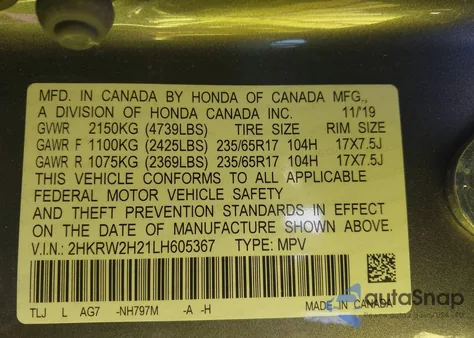 MFD. IN CANADA BY HONDA OF CANADA MFG.,
A DIVISION OF HONDA CANADA INC. 11/19
GVWR 2150KG (4739LBS) TIRE SIZE RIM SIZE
GAWR F 1100KG (2425LBS) 235/65R17 104H 17X7.5J
GAWR R 1075KG (2369LBS) 235/65R17 104H 17X7.5J
THIS VEHICLE CONFORMS TO ALL APPLICABLE
FEDERAL MOTOR VEHICLE SAFETY
AND THEFT PREVENTION STANDARDS IN EFFECT
ON THE DATE OF MANUFACTURE SHOWN ABOVE.
V.I.N.: 2HKRW2H21LH605367 TYPE: MPV
TLJ L AG7 -NH797M -A -H MADE IN CANADA
autoSnap